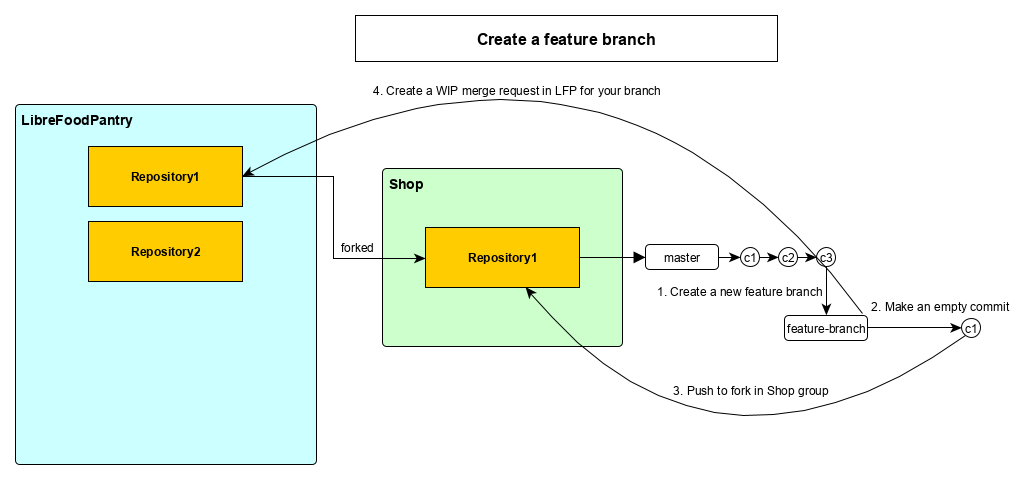 Create a feature branch
4. Create a WIP merge request in LFP for your branch
LibreFoodPantry
Repository1
Repository2
forked
Shop
Repository1
master
c1
c2
c3
1. Create a new feature branch
2. Make an empty commit
feature-branch
c1
3. Push to fork in Shop group